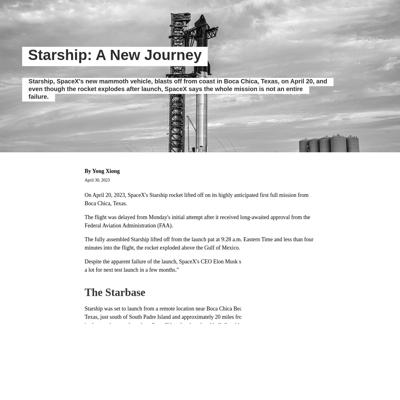 Starship: A New Journey
Starship, SpaceX's new mammoth vehicle, blasts off from coast in Boca Chica, Texas, on April 20, and
even though the rocket explodes after launch, SpaceX says the whole mission is not an entire
failure.
By Yong Xiong
April 30, 2023
On April 20, 2023, SpaceX's Starship rocket lifted off on its highly anticipated first full mission from
Boca Chica, Texas.
The flight was delayed from Monday's initial attempt after it received long-awaited approval from the
Federal Aviation Administration (FAA).
The fully assembled Starship lifted off from the launch pat at 9:28 a.m. Eastern Time and less than four
minutes into the flight, the rocket exploded above the Gulf of Mexico.
Despite the apparent failure of the launch, SpaceX's CEO Elon Musk s
a lot for next test launch in a few months."
The Starbase
Starship was set to launch from a remote location near Boca Chica Bea
Texas, just south of South Padre Island and approximately 20 miles fro